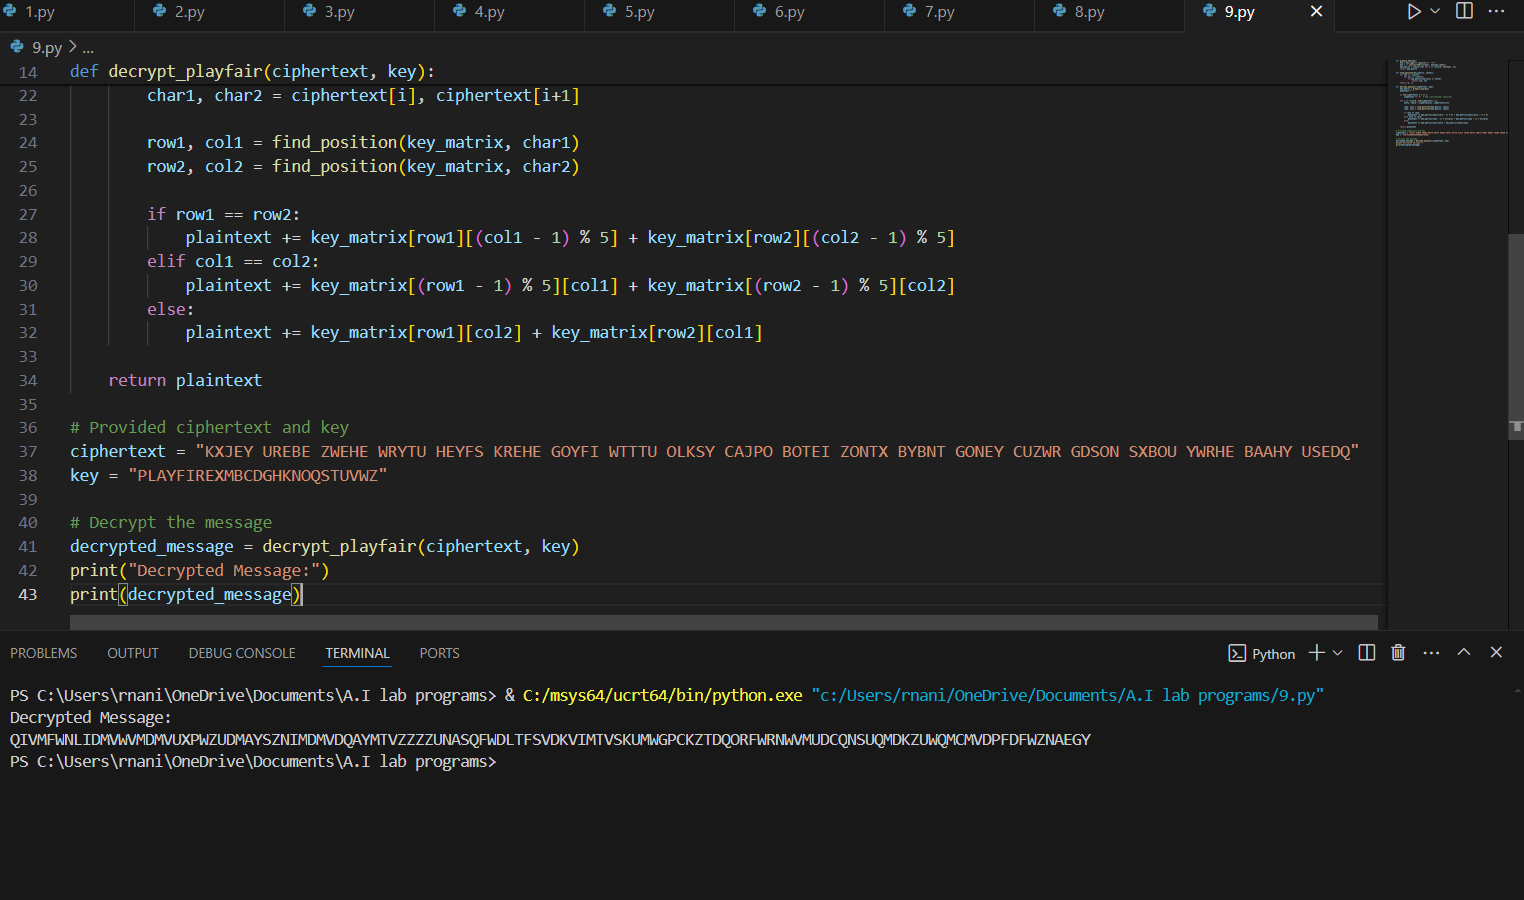 1.py 2.py 3.py 4.py 5.py 6.py 7.py 8.py 9.py
9.py > ...
14 def decrypt_playfair(ciphertext, key):
22 char1, char2 = ciphertext[i], ciphertext[i+1]
23
24 row1, col1 = find_position(key_matrix, char1)
25 row2, col2 = find_position(key_matrix, char2)
26
27 if row1 == row2:
28 plaintext += key_matrix[row1][(col1 - 1) % 5] + key_matrix[row2][(col2 - 1) % 5]
29 elif col1 == col2:
30 plaintext += key_matrix[(row1 - 1) % 5][col1] + key_matrix[(row2 - 1) % 5][col2]
31 else:
32 plaintext += key_matrix[row1][col2] + key_matrix[row2][col1]
33
34 return plaintext
35
36 # Provided ciphertext and key
37 ciphertext = "KXJEY UREBE ZWEHE WRYTU HEYFS KREHE GOYFI WTTTU OLKSY CAJPO BOTEI ZONTX BYBNT GONEY CUZWR GDSON SXBOU YWRHE BAAHY USEDQ"
38 key = "PLAYFIREXMBCDGHKNOQSTUVWZ"
39
40 # Decrypt the message
41 decrypted_message = decrypt_playfair(ciphertext, key)
42 print("Decrypted Message:")
43 print(decrypted_message)
PROBLEMS OUTPUT DEBUG CONSOLE TERMINAL PORTS
Python
PS C:\Users\rnani\OneDrive\Documents\A.I lab programs> & C:/msys64/ucrt64/bin/python.exe "c:/Users/rnani/OneDrive/Documents/A.I lab programs/9.py"
Decrypted Message:
QIVMFWNLIDMVWVMDMVUXPWZUDMAYSZNIMDMVDQAYMTVZZZZUNASQFWDLTFSVDKVIMTVSKUMWGPCKZTDQORFWRNWVMUDCQNSUQMDKZUWQMCMVDPFDFWZNAEGY
PS C:\Users\rnani\OneDrive\Documents\A.I lab programs>